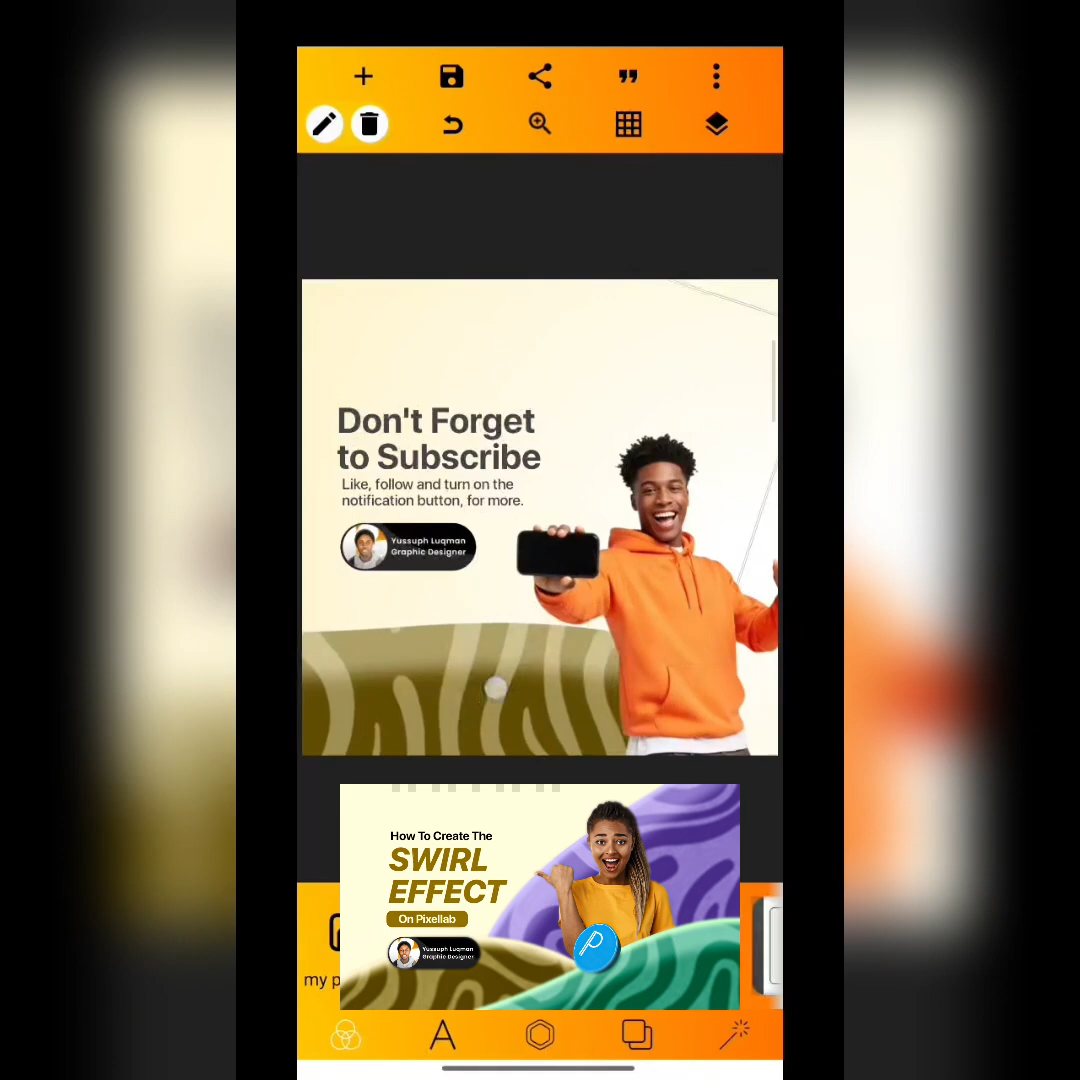 Don't Forget
to Subscribe
Like, follow and turn on the
notification button, for more.
Yussuph Luqman
Graphic Designer
How To Create The
SWIRL
EFFECT
On Pixellab
Yussuph Luqman
Graphic Designer
my p